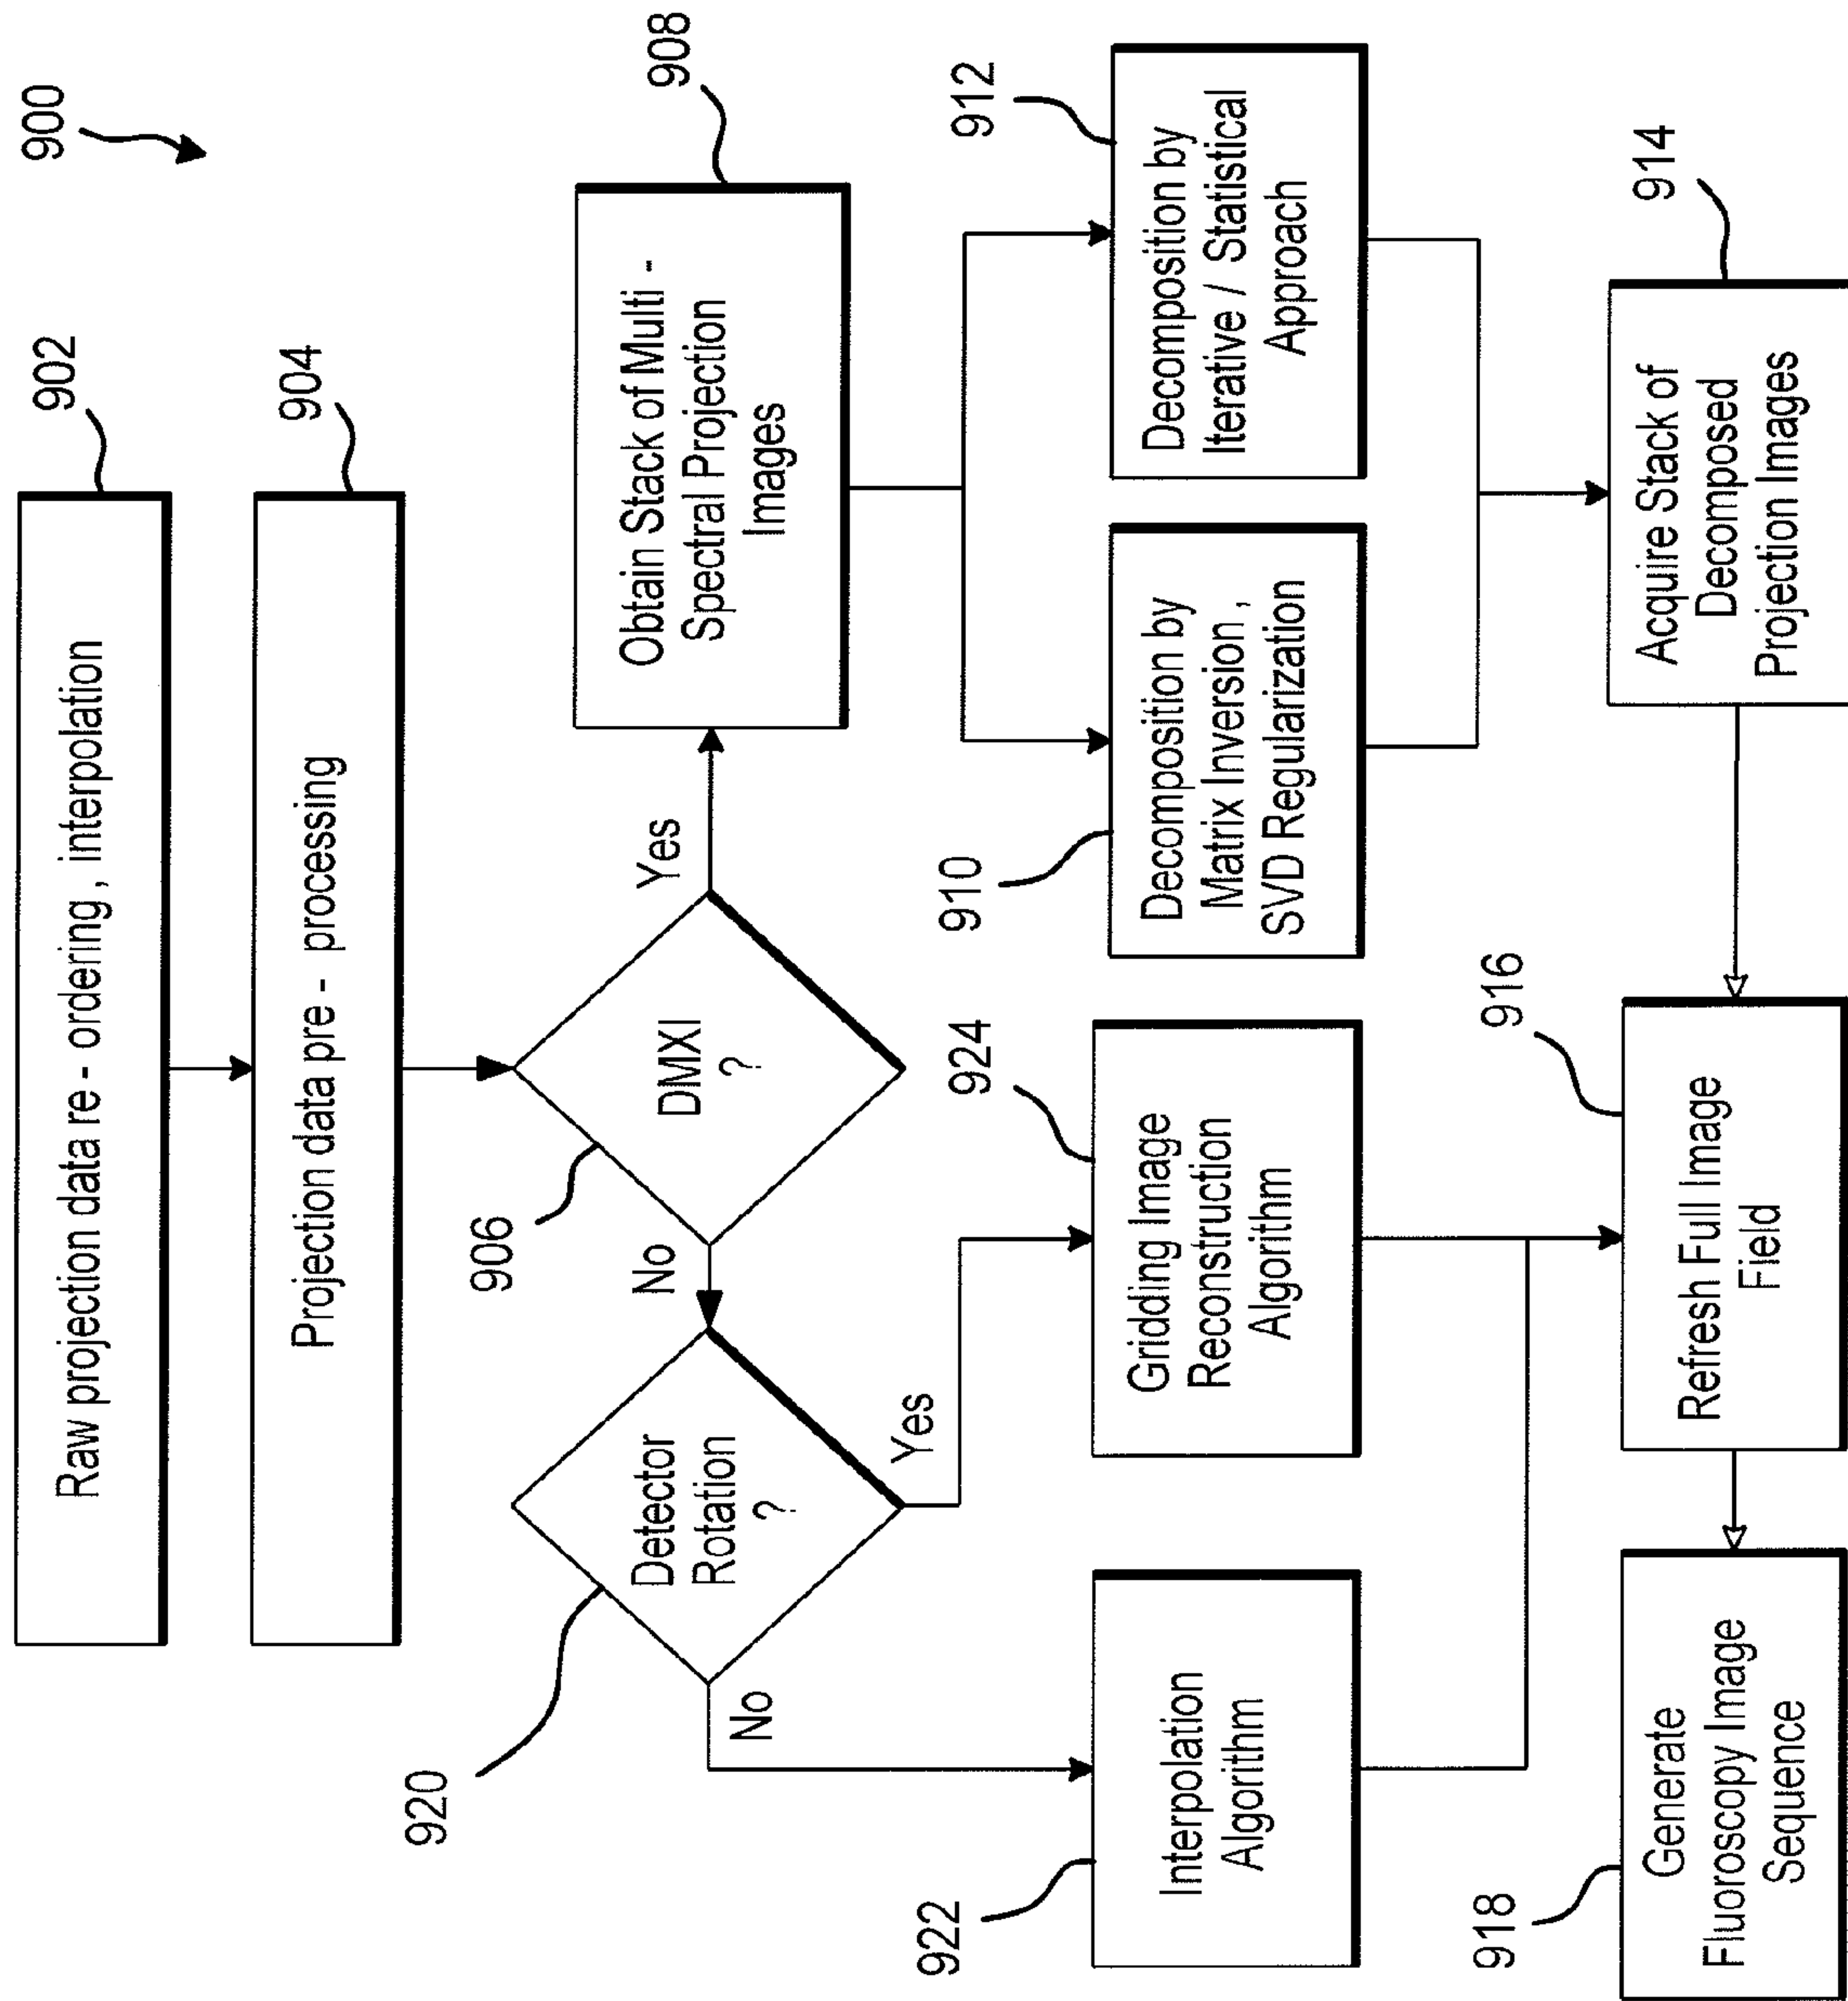 900
902
Raw projection data re - ordering , interpolation
904
Projection data pre - processing
906
DMXI
?
Yes
No
908
Obtain Stack of Multi -
Spectral Projection
Images
920
Detector
Rotation
?
No
Yes
922
Interpolation
Algorithm
924
Gridding Image
Reconstruction
Algorithm
910
Decomposition by
Matrix Inversion ,
SVD Regularization
912
Decomposition by
Iterative / Statistical
Approach
918
Generate
Fluoroscopy Image
Sequence
916
Refresh Full Image
Field
914
Acquire Stack of
Decomposed
Projection Images